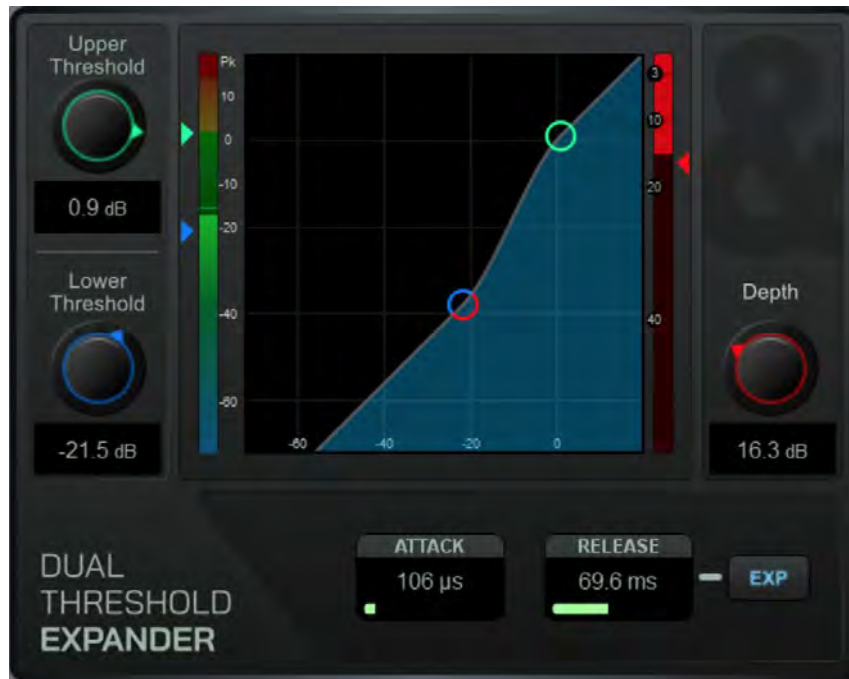 Upper
Threshold
0.9 dB
Lower
Threshold
-21.5 dB
Pk
10
0
-10
-20
-40
-60
-60
-40
-20
0
3
10
20
40
Depth
16.3 dB
DUAL
THRESHOLD
EXPANDER
ATTACK
106 µs
RELEASE
69.6 ms
EXP